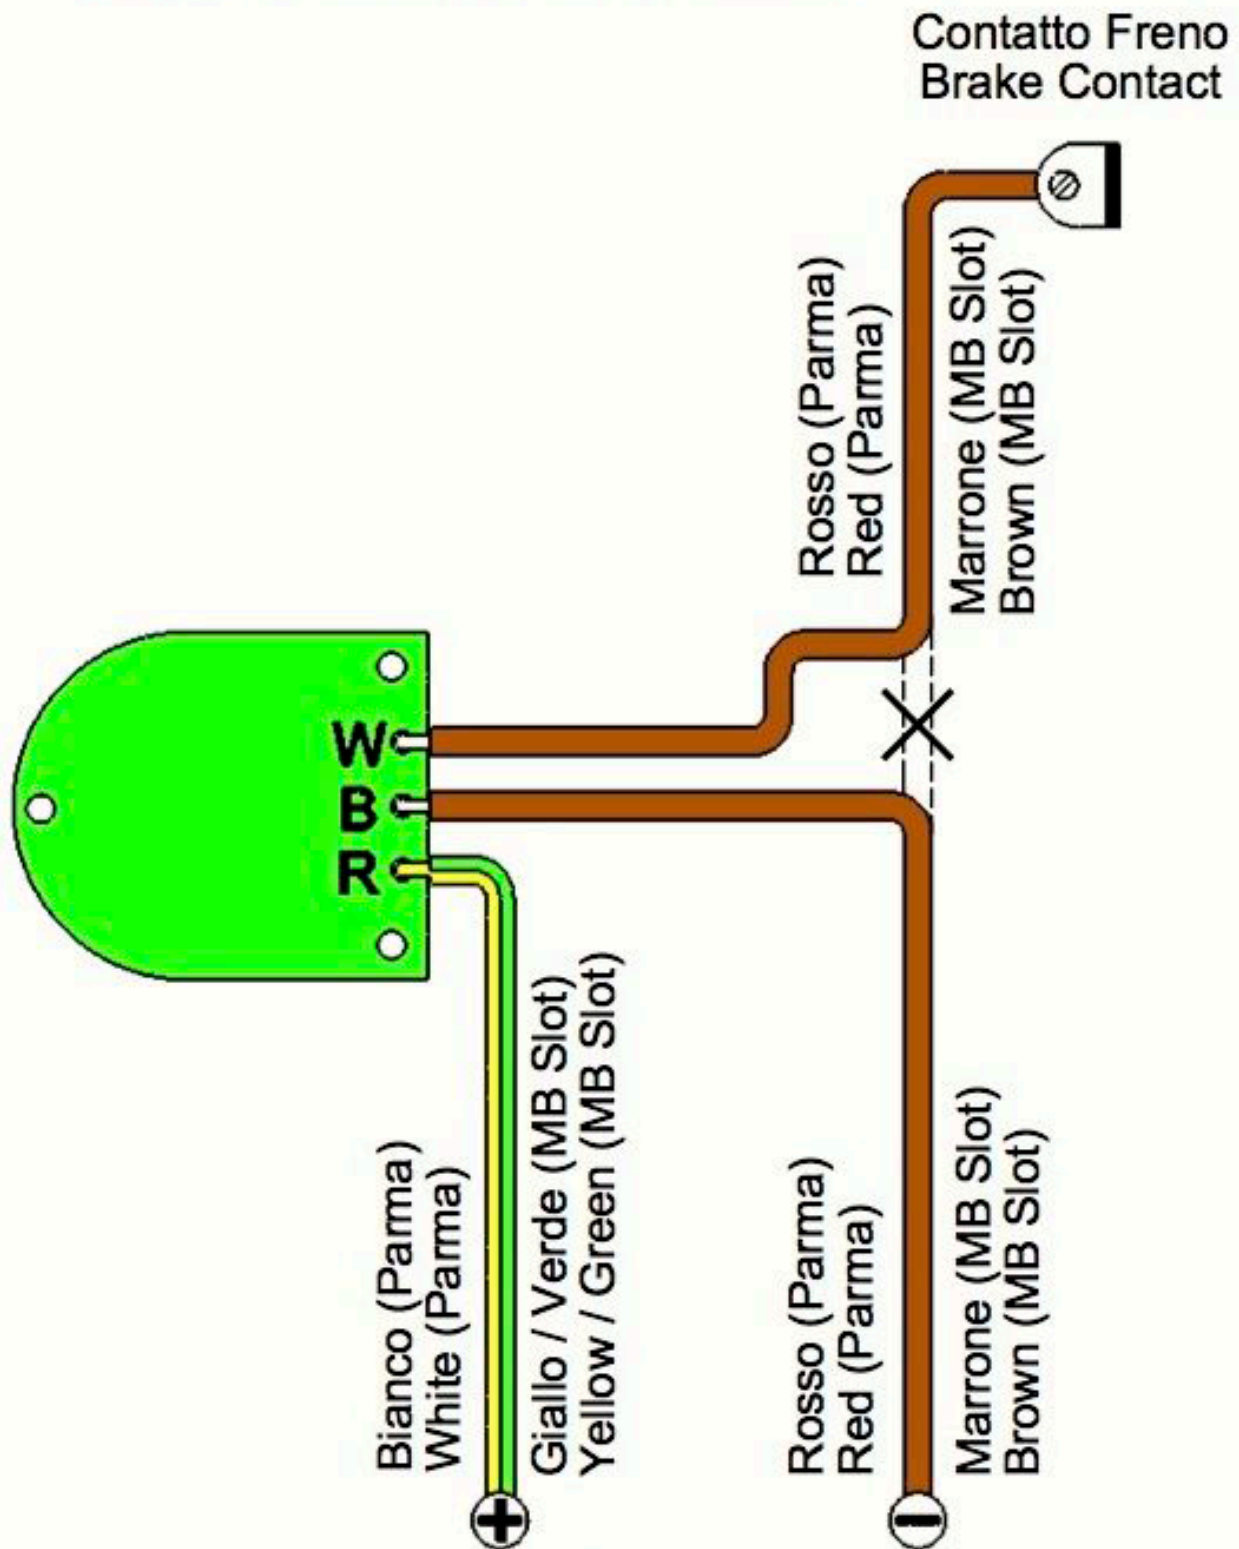 Contatto Freno
Brake Contact
Rosso (Parma)
Red (Parma)
Marrone (MB Slot)
Brown (MB Slot)
W
B
R
Bianco (Parma)
White (Parma)
Giallo / Verde (MB Slot)
Yellow / Green (MB Slot)
Rosso (Parma)
Red (Parma)
Marrone (MB Slot)
Brown (MB Slot)
+
−